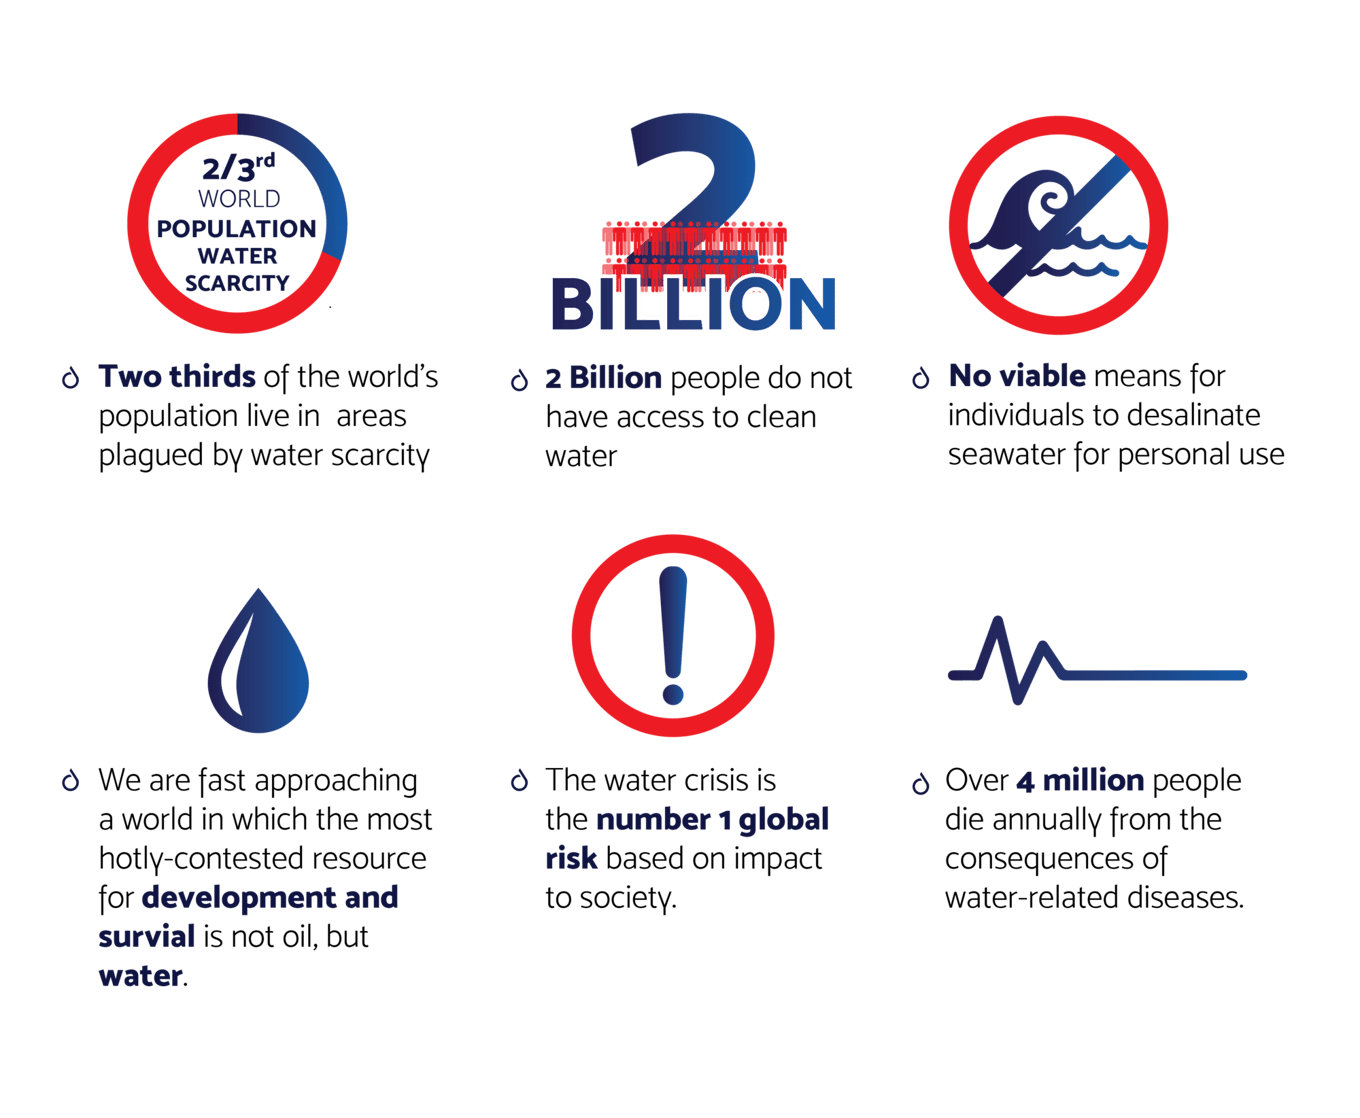 2/3rd
WORLD
POPULATION
WATER
SCARCITY
Two thirds of the world's
population live in areas
plagued by water scarcity
2
BILLION
2 Billion people do not
have access to clean
water
No viable means for
individuals to desalinate
seawater for personal use
We are fast approaching
a world in which the most
hotly-contested resource
for development and
survial is not oil, but
water.
The water crisis is
the number 1 global
risk based on impact
to society.
Over 4 million people
die annually from the
consequences of
water-related diseases.